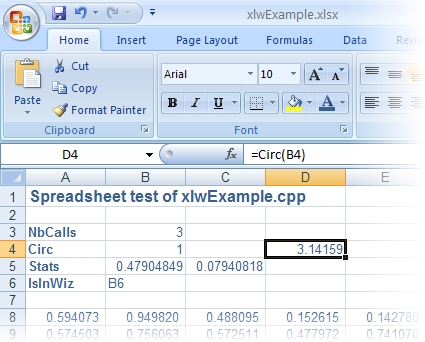 xlwExample.xlsx
Home Insert Page Layout Formulas Data
Cut
Copy
Format Painter
Paste
Clipboard
Arial 10 A A
B I U A
Font
D4 fx =Circ(B4)
A B C D E
1 Spreadsheet test of xlwExample.cpp
2
3 NbCalls 3
4 Circ 1 3.14159
5 Stats 0.47904849 0.07940818
6 IsInWiz B6
7
8 0.594073 0.949820 0.488095 0.152615 0.142780
9 0.574503 0.756063 0.572511 0.477972 0.741070